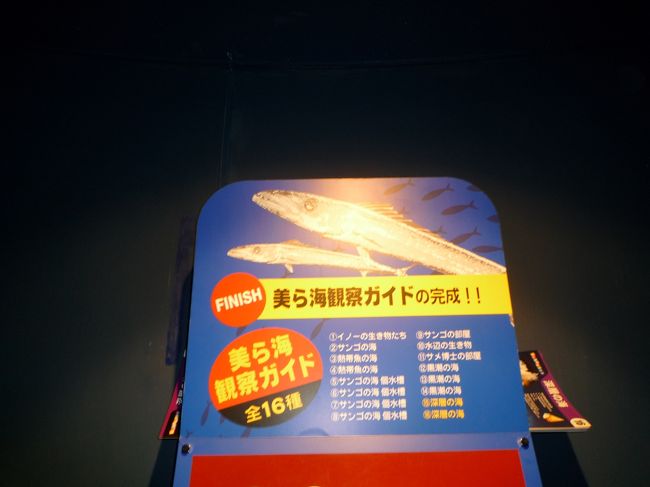 FINISH
美ら海観察ガイドの完成!!
美ら海
観察ガイド
全16種
①イノーの生き物たち
②サンゴの海
③熱帯魚の海
④熱帯魚の海
⑤サンゴの海 個水槽
⑥サンゴの海 個水槽
⑦サンゴの海 個水槽
⑧サンゴの海 個水槽
⑨サンゴの部屋
⑩水辺の生き物
⑪サメ博士の部屋
⑫黒潮の海
⑬黒潮の海
⑭黒潮の海
⑮深層の海
⑯深層の海